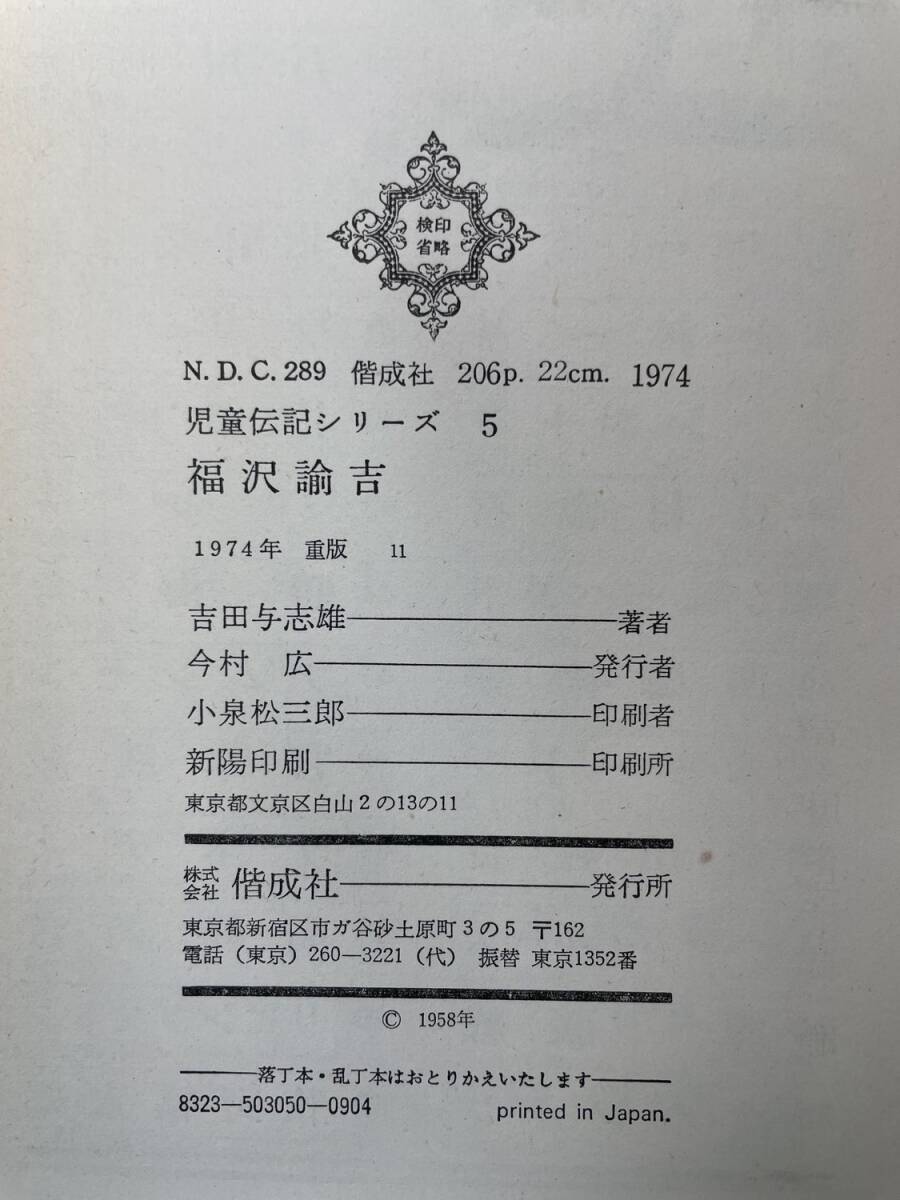 検印
省略
N. D. C. 289 偕成社 206p. 22cm. 1974
児童伝記シリーズ 5
福沢諭吉
1974年 重版 11
吉田与志雄――――著者
今村 広――――発行者
小泉松三郎――――印刷者
新陽印刷――――印刷所
東京都文京区白山2の13の11
株式会社 偕成社――――発行所
東京都新宿区市ガ谷砂土原町3の5 〒162
電話（東京）260―3221（代） 振替 東京1352番
© 1958年
――落丁本・乱丁本はおとりかえいたします――
8323―503050―0904 printed in Japan.